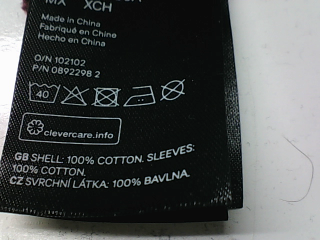 MX XCH
Made in China
Fabriqué en Chine
Hecho en China
O/N 102102
P/N 0892298 2
40
clevercare.info
GB SHELL: 100% COTTON. SLEEVES:
100% COTTON.
CZ SVRCHNÍ LÁTKA: 100% BAVLNA.